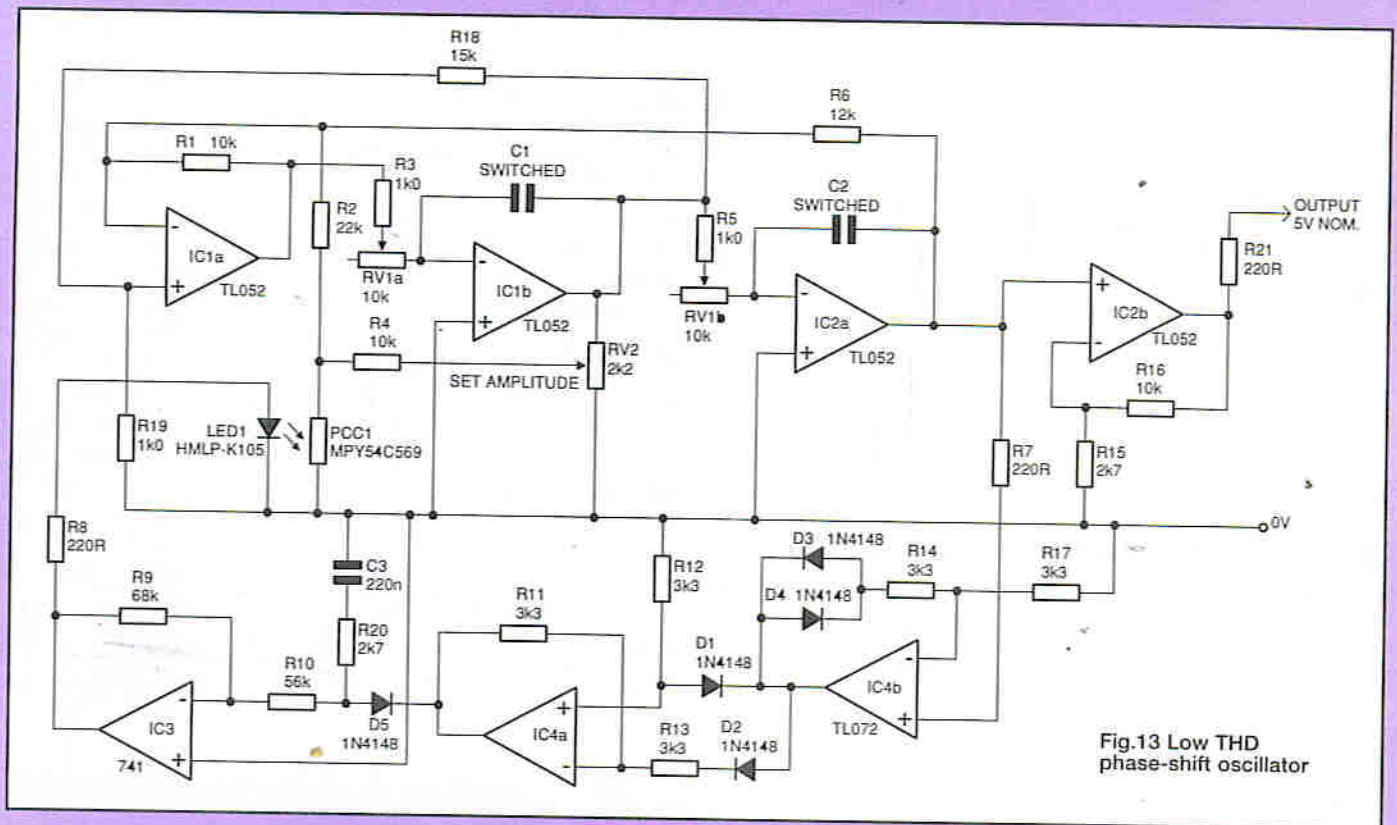 R18
15k
R6
12k
R1 10k
R3
1k0
C1
SWITCHED
C2
SWITCHED
OUTPUT
5V NOM.
R2
22k
R5
1k0
R21
220R
-
IC1a
+
TL052
RV1a
10k
-
IC1b
+
TL052
RV1b
10k
-
IC2a
+
TL052
+
IC2b
-
TL052
R4
10k
RV2
2k2
SET AMPLITUDE
R16
10k
R19
1k0
LED1
HMLP-K105
PCC1
MPY54C569
R7
220R
R15
2k7
0V
R8
220R
C3
220n
R12
3k3
D3 1N4148
R14
3k3
R17
3k3
R9
68k
R11
3k3
D4 1N4148
R20
2k7
D1
1N4148
R10
56k
-
IC3
+
741
D5
1N4148
+
IC4a
-
R13
3k3
D2
1N4148
-
IC4b
+
TL072
Fig.13 Low THD
phase-shift oscillator